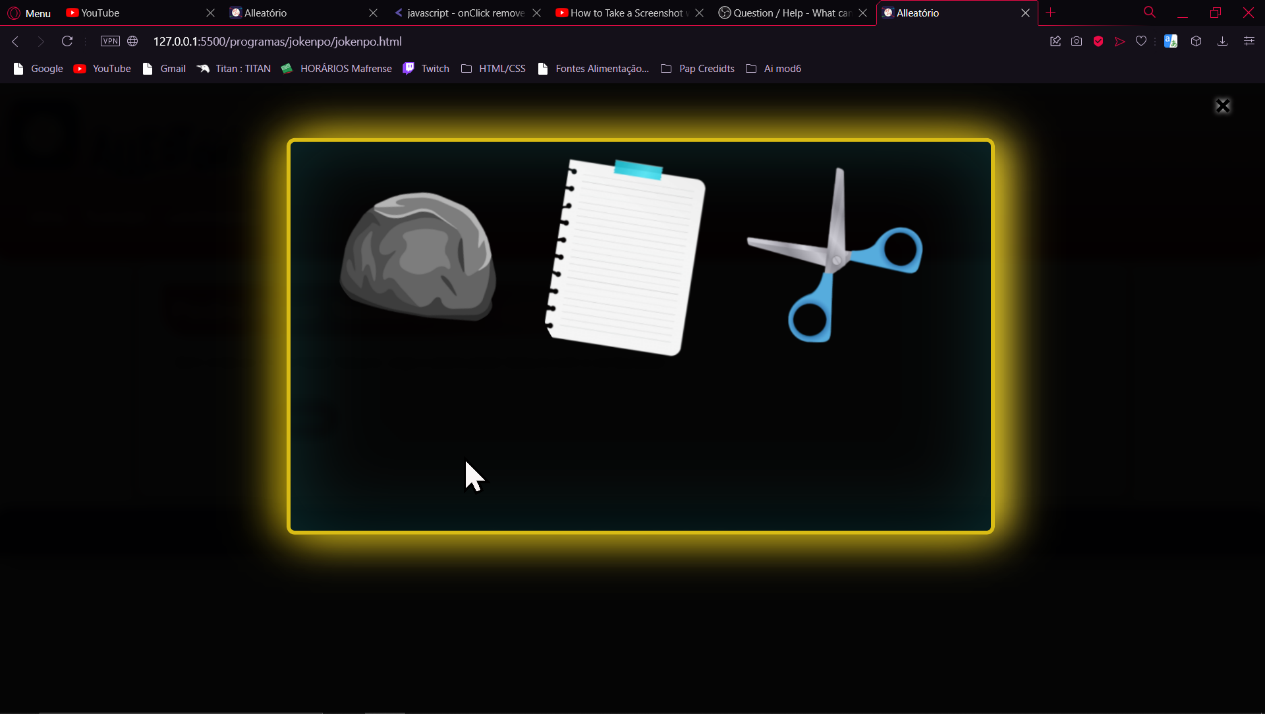 Menu YouTube Alleatório javascript - onClick remove How to Take a Screenshot Question / Help - What can Alleatório
VPN 127.0.0.1:5500/programas/jokenpo/jokenpo.html
Google YouTube Gmail Titan : TITAN HORÁRIOS Mafrense Twitch HTML/CSS Fontes Alimentação... Pap Credidts Ai mod6